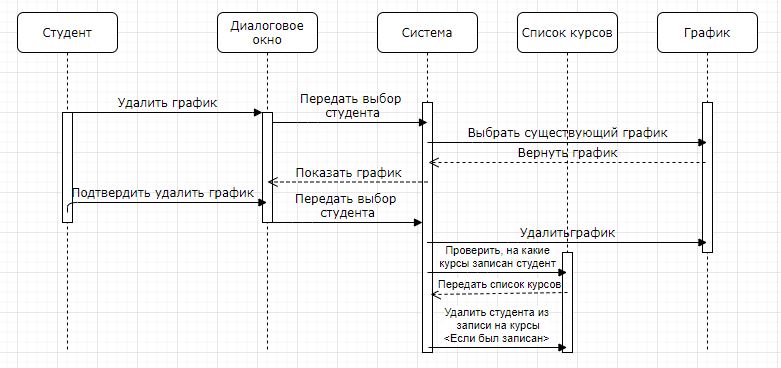 Студент
Диалоговое
окно
Система
Список курсов
График
Удалить график
Передать выбор
студента
Выбрать существующий график
Вернуть график
Показать график
Подтвердить удалить график
Передать выбор
студента
Удалитьграфик
Проверить, на какие
курсы записан студент
Передать список курсов
Удалить студента из
записи на курсы
<Если был записан>